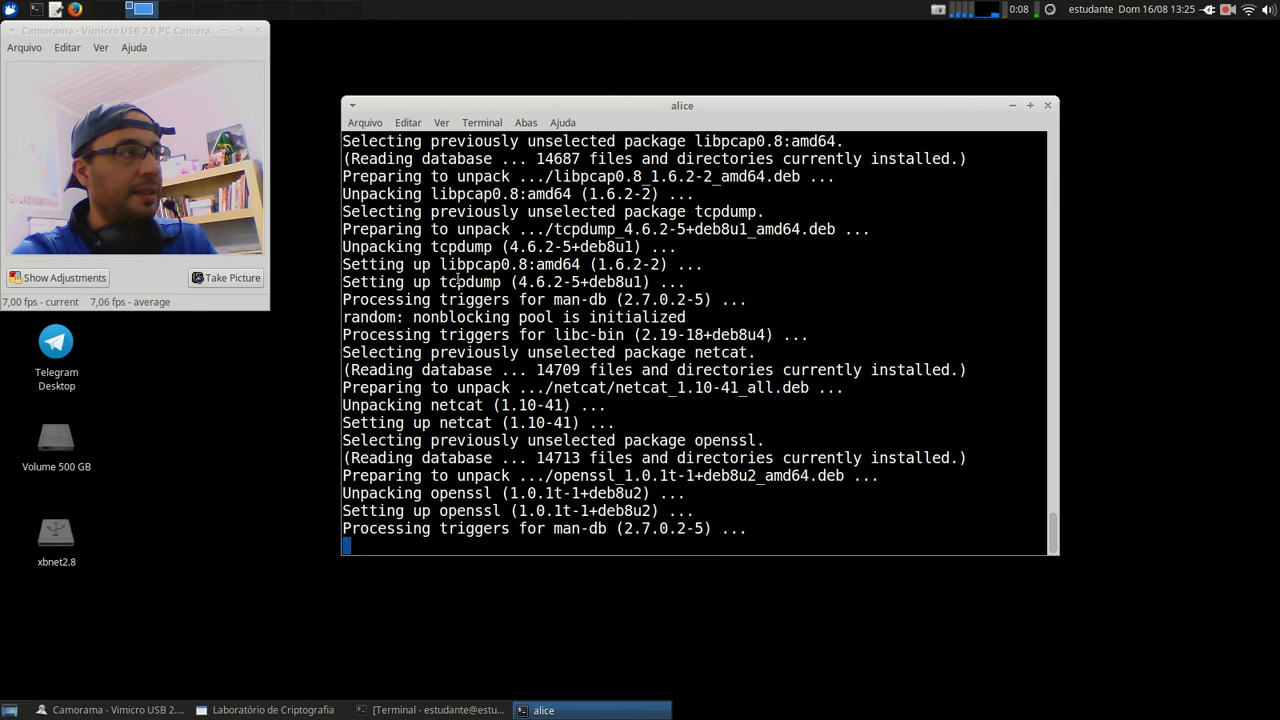 0:08
estudante Dom 16/08 13:25
Camorama - Vimicro USB 2.0 PC Camera
Arquivo Editar Ver Ajuda
Show Adjustments
Take Picture
7,00 fps - current 7,06 fps - average
Telegram
Desktop
Volume 500 GB
xbnet2.8
alice
Arquivo Editar Ver Terminal Abas Ajuda
Selecting previously unselected package libpcap0.8:amd64.
(Reading database ... 14687 files and directories currently installed.)
Preparing to unpack .../libpcap0.8_1.6.2-2_amd64.deb ...
Unpacking libpcap0.8:amd64 (1.6.2-2) ...
Selecting previously unselected package tcpdump.
Preparing to unpack .../tcpdump_4.6.2-5+deb8u1_amd64.deb ...
Unpacking tcpdump (4.6.2-5+deb8u1) ...
Setting up libpcap0.8:amd64 (1.6.2-2) ...
Setting up tcpdump (4.6.2-5+deb8u1) ...
Processing triggers for man-db (2.7.0.2-5) ...
random: nonblocking pool is initialized
Processing triggers for libc-bin (2.19-18+deb8u4) ...
Selecting previously unselected package netcat.
(Reading database ... 14709 files and directories currently installed.)
Preparing to unpack .../netcat/netcat_1.10-41_all.deb ...
Unpacking netcat (1.10-41) ...
Setting up netcat (1.10-41) ...
Selecting previously unselected package openssl.
(Reading database ... 14713 files and directories currently installed.)
Preparing to unpack .../openssl_1.0.1t-1+deb8u2_amd64.deb ...
Unpacking openssl (1.0.1t-1+deb8u2) ...
Setting up openssl (1.0.1t-1+deb8u2) ...
Processing triggers for man-db (2.7.0.2-5) ...
Camorama - Vimicro USB 2....
Laboratório de Criptografia
[Terminal - estudante@estu...
alice